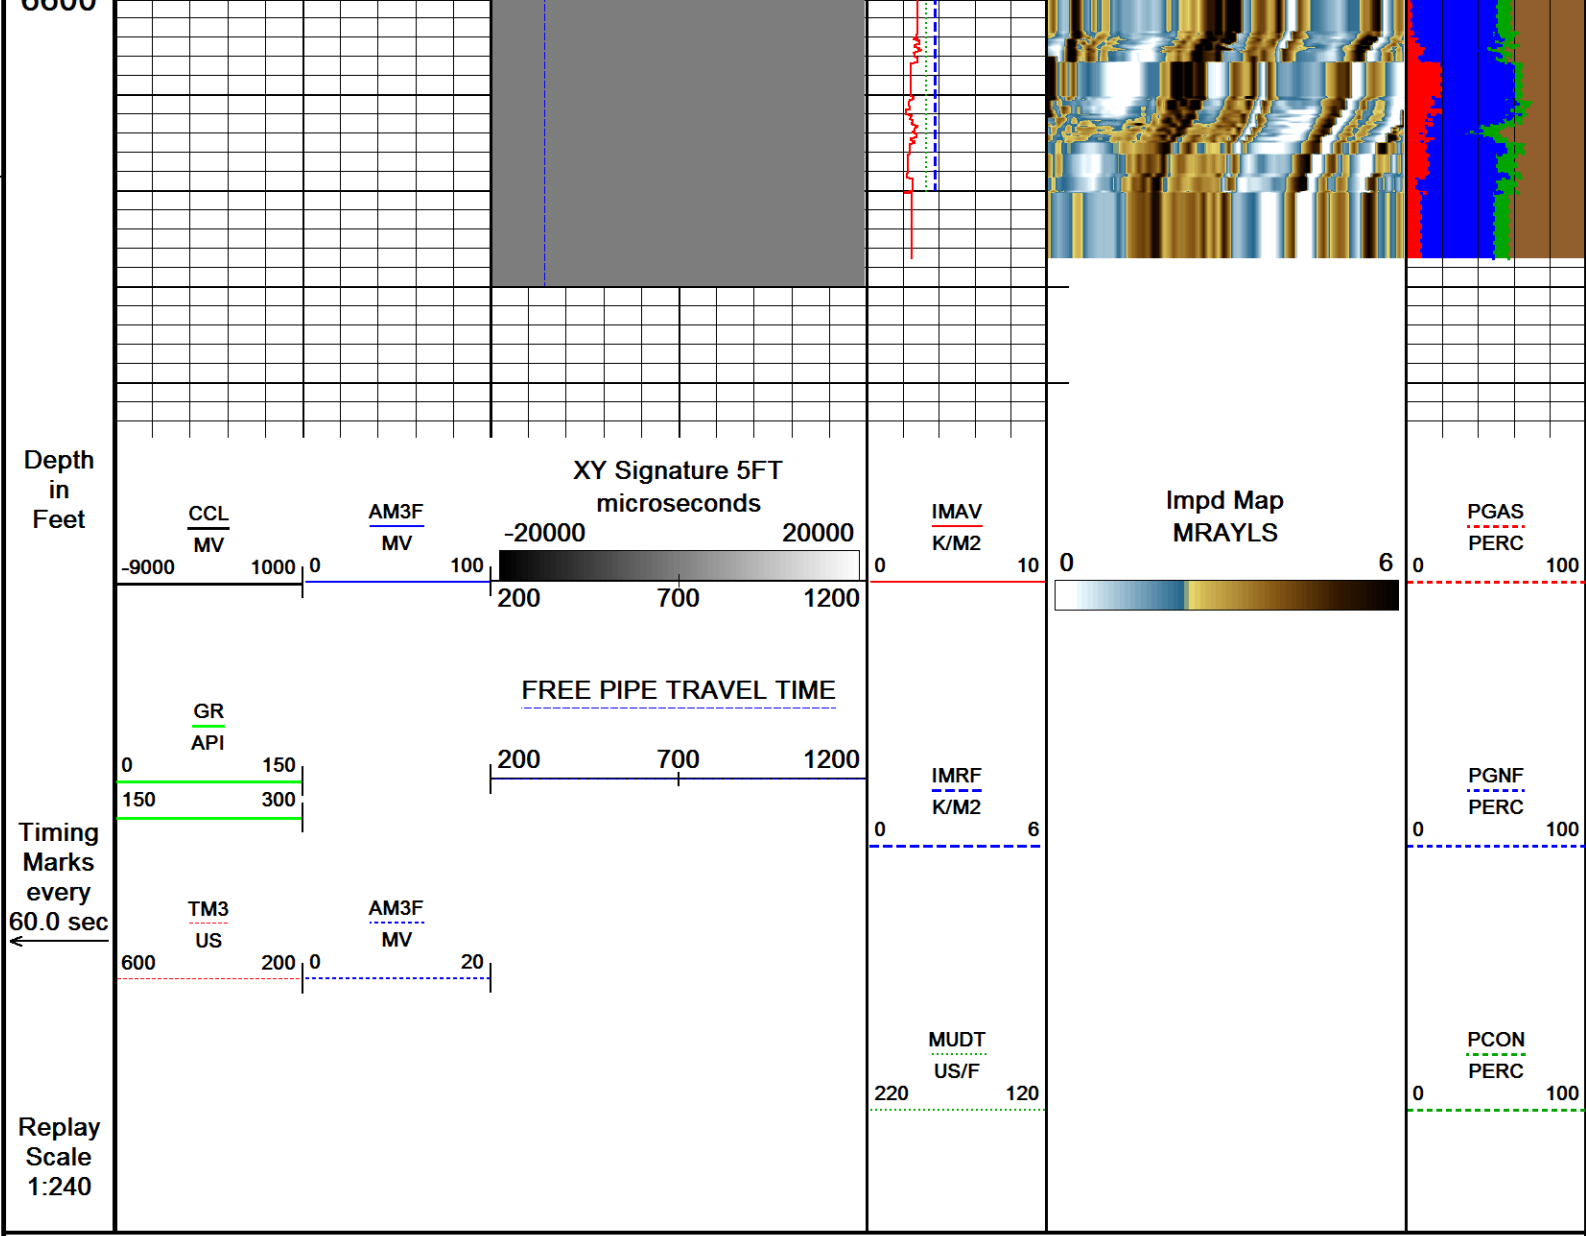 6600
Depth
in
Feet
CCL
MV
-9000 1000
AM3F
MV
0 100
XY Signature 5FT
microseconds
-20000 20000
200 700 1200
IMAV
K/M2
0 10
Impd Map
MRAYLS
0 6
PGAS
PERC
0 100
FREE PIPE TRAVEL TIME
200 700 1200
GR
API
0 150
150 300
IMRF
K/M2
0 6
PGNF
PERC
0 100
Timing
Marks
every
60.0 sec
TM3
US
600 200
AM3F
MV
0 20
MUDT
US/F
220 120
PCON
PERC
0 100
Replay
Scale
1:240